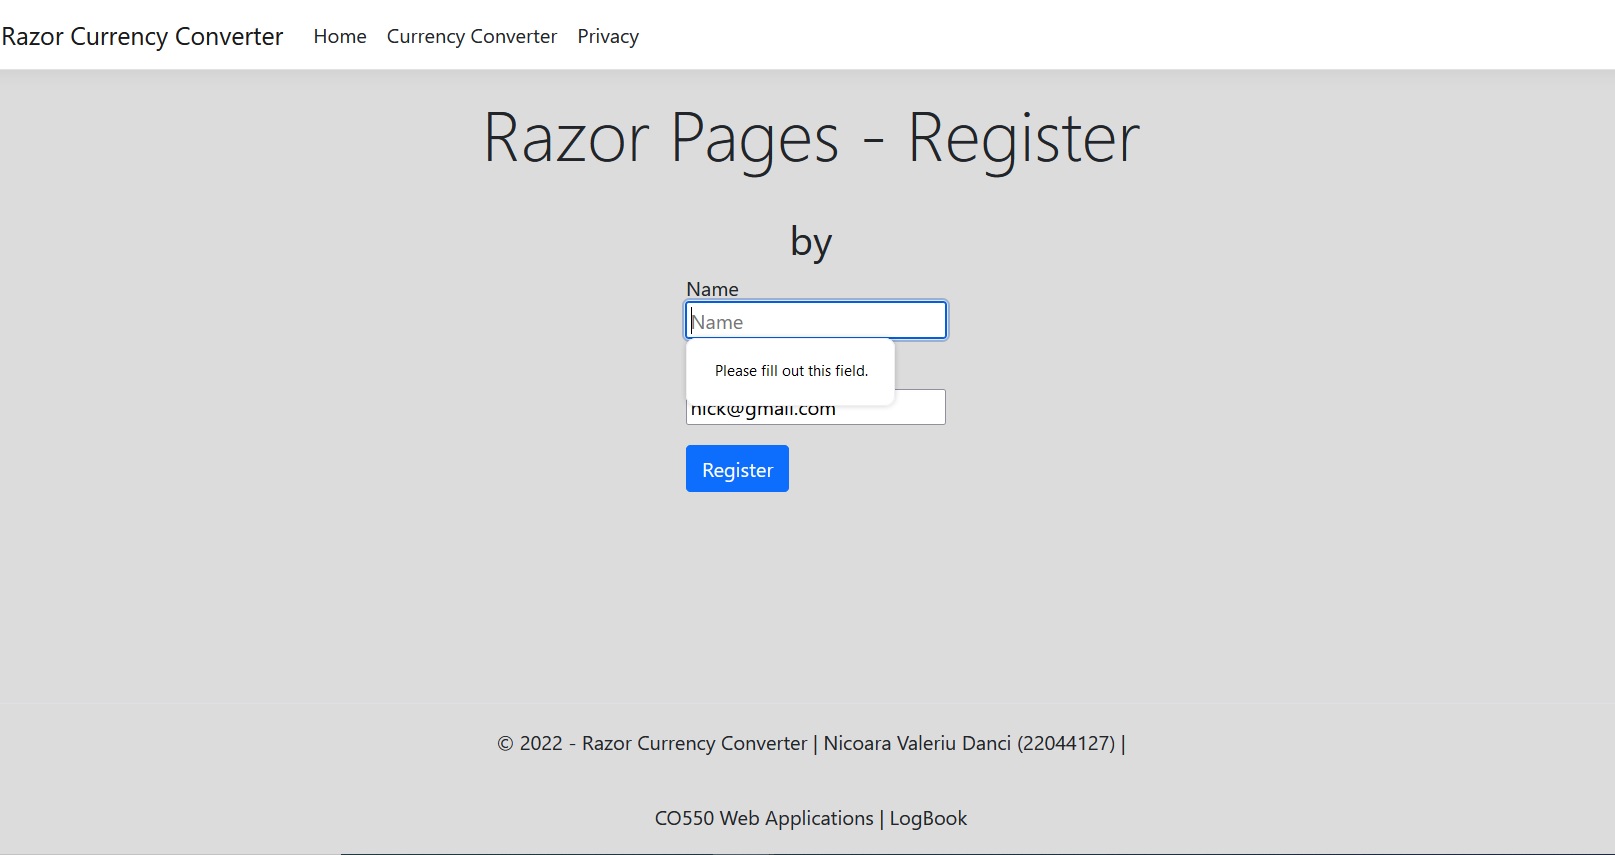 Razor Currency Converter Home Currency Converter Privacy
Razor Pages - Register
by
Name
Name
Please fill out this field.
nick@gmail.com
Register
© 2022 - Razor Currency Converter | Nicoara Valeriu Danci (22044127) |
CO550 Web Applications | LogBook